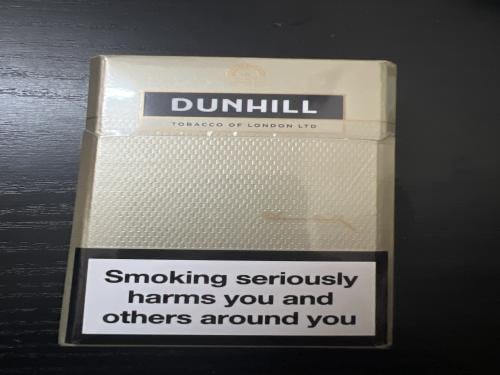 DUNHILL
TOBACCO OF LONDON LTD
Smoking seriously
harms you and
others around you